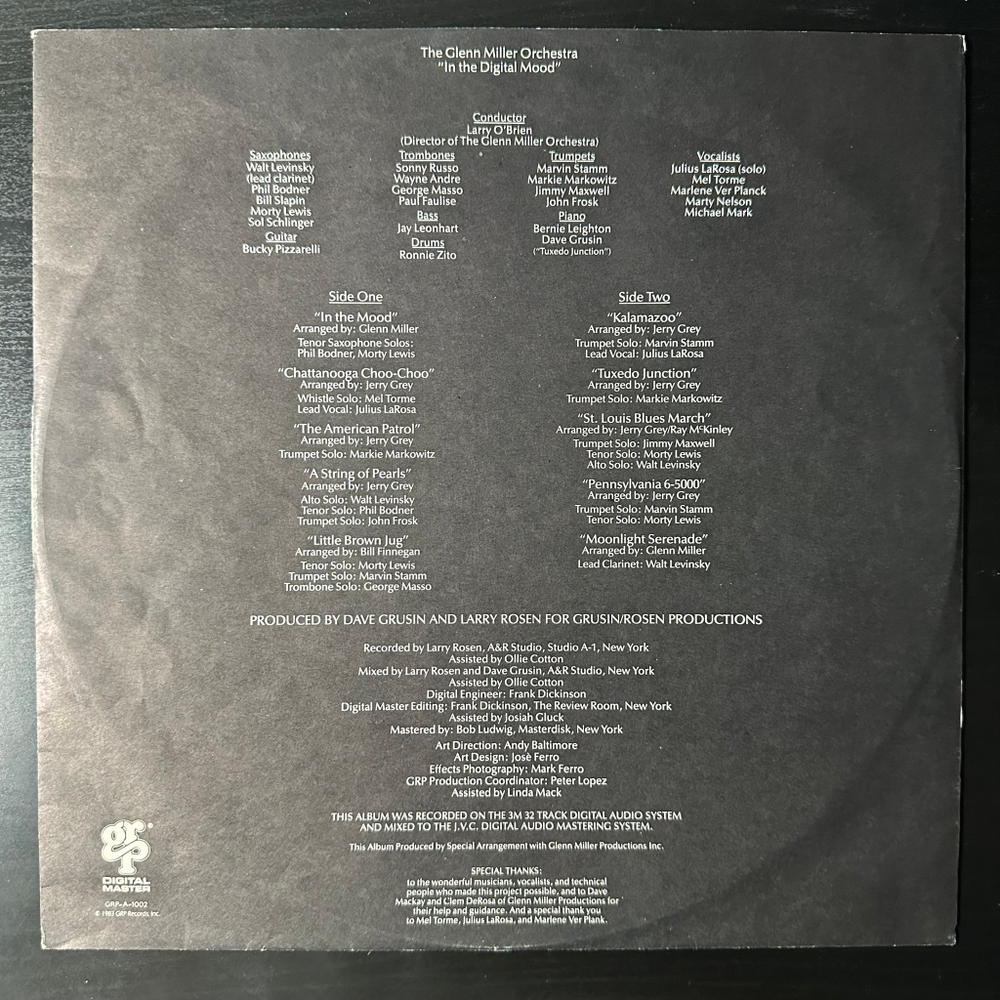 The Glenn Miller Orchestra
"In the Digital Mood"
Conductor
Larry O'Brien
(Director of The Glenn Miller Orchestra)
Saxophones
Walt Levinsky
(lead clarinet)
Phil Bodner
Bill Slapin
Morty Lewis
Sol Schlinger
Guitar
Bucky Pizzarelli
Trombones
Sonny Russo
Wayne Andre
George Masso
Paul Faulise
Bass
Jay Leonhart
Drums
Ronnie Zito
Trumpets
Marvin Stamm
Markie Markowitz
Jimmy Maxwell
John Frosk
Piano
Bernie Leighton
Dave Grusin
("Tuxedo Junction")
Vocalists
Julius LaRosa (solo)
Mel Torme
Marlene Ver Planck
Marty Nelson
Michael Mark
Side One
"In the Mood"
Arranged by: Glenn Miller
Tenor Saxophone Solos:
Phil Bodner, Morty Lewis
"Chattanooga Choo-Choo"
Arranged by: Jerry Grey
Whistle Solo: Mel Torme
Lead Vocal: Julius LaRosa
"The American Patrol"
Arranged by: Jerry Grey
Trumpet Solo: Markie Markowitz
"A String of Pearls"
Arranged by: Jerry Grey
Alto Solo: Walt Levinsky
Tenor Solo: Phil Bodner
Trumpet Solo: John Frosk
"Little Brown Jug"
Arranged by: Bill Finnegan
Tenor Solo: Morty Lewis
Trumpet Solo: Marvin Stamm
Trombone Solo: George Masso
Side Two
"Kalamazoo"
Arranged by: Jerry Grey
Trumpet Solo: Marvin Stamm
Lead Vocal: Julius LaRosa
"Tuxedo Junction"
Arranged by: Jerry Grey
Trumpet Solo: Markie Markowitz
"St. Louis Blues March"
Arranged by: Jerry Grey/Ray McKinley
Trumpet Solo: Jimmy Maxwell
Tenor Solo: Morty Lewis
Alto Solo: Walt Levinsky
"Pennsylvania 6-5000"
Arranged by: Jerry Grey
Trumpet Solo: Marvin Stamm
Tenor Solo: Morty Lewis
"Moonlight Serenade"
Arranged by: Glenn Miller
Lead Clarinet: Walt Levinsky
PRODUCED BY DAVE GRUSIN AND LARRY ROSEN FOR GRUSIN/ROSEN PRODUCTIONS
Recorded by Larry Rosen, A&R Studio, Studio A-1, New York
Assisted by Ollie Cotton
Mixed by Larry Rosen and Dave Grusin, A&R Studio, New York
Assisted by Ollie Cotton
Digital Engineer: Frank Dickinson
Digital Master Editing: Frank Dickinson, The Review Room, New York
Assisted by Josiah Gluck
Mastered by: Bob Ludwig, Masterdisk, New York
Art Direction: Andy Baltimore
Art Design: Josè Ferro
Effects Photography: Mark Ferro
GRP Production Coordinator: Peter Lopez
Assisted by Linda Mack
THIS ALBUM WAS RECORDED ON THE 3M 32 TRACK DIGITAL AUDIO SYSTEM
AND MIXED TO THE J.V.C. DIGITAL AUDIO MASTERING SYSTEM.
This Album Produced by Special Arrangement with Glenn Miller Productions Inc.
SPECIAL THANKS:
to the wonderful musicians, vocalists, and technical
people who made this project possible, and to Dave
Mackay and Clem DeRosa of Glenn Miller Productions for
their help and guidance. And a special thank you
to Mel Torme, Julius LaRosa, and Marlene Ver Plank.
grp®
DIGITAL
MASTER
GRP-A-1002
© 1983 GRP Records, Inc.